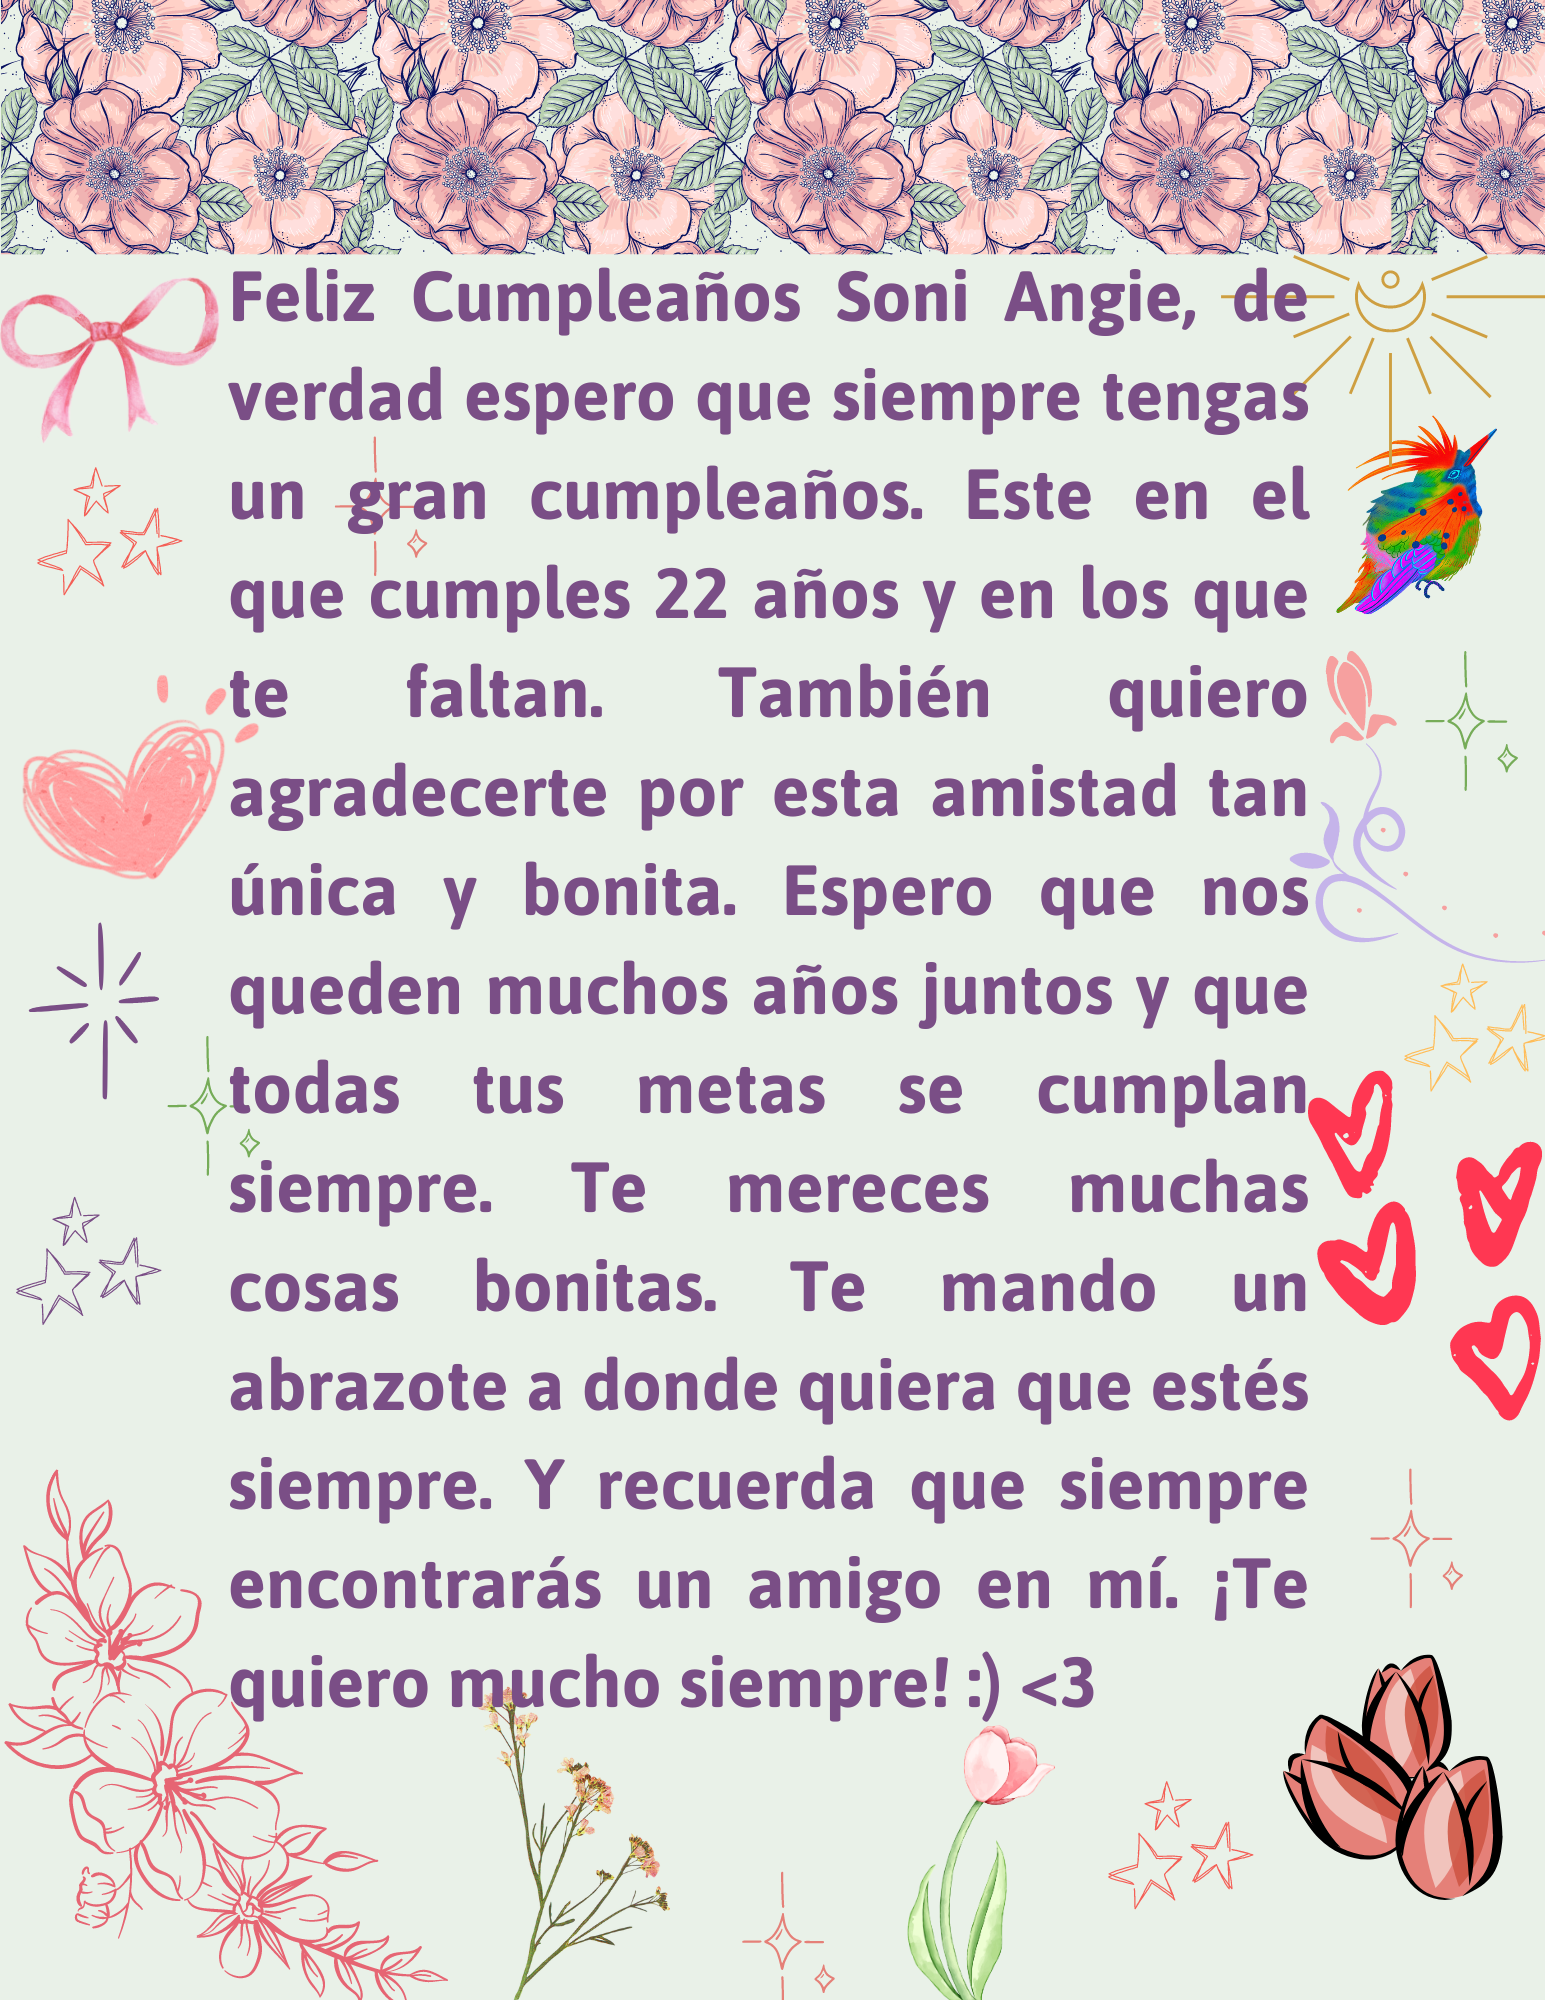 Feliz Cumpleaños Soni Angie, de
verdad espero que siempre tengas
un gran cumpleaños. Este en el
que cumples 22 años y en los que
te faltan. También quiero
agradecerte por esta amistad tan
única y bonita. Espero que nos
queden muchos años juntos y que
todas tus metas se cumplan
siempre. Te mereces muchas
cosas bonitas. Te mando un
abrazote a donde quiera que estés
siempre. Y recuerda que siempre
encontrarás un amigo en mí. ¡Te
quiero mucho siempre! :) <3